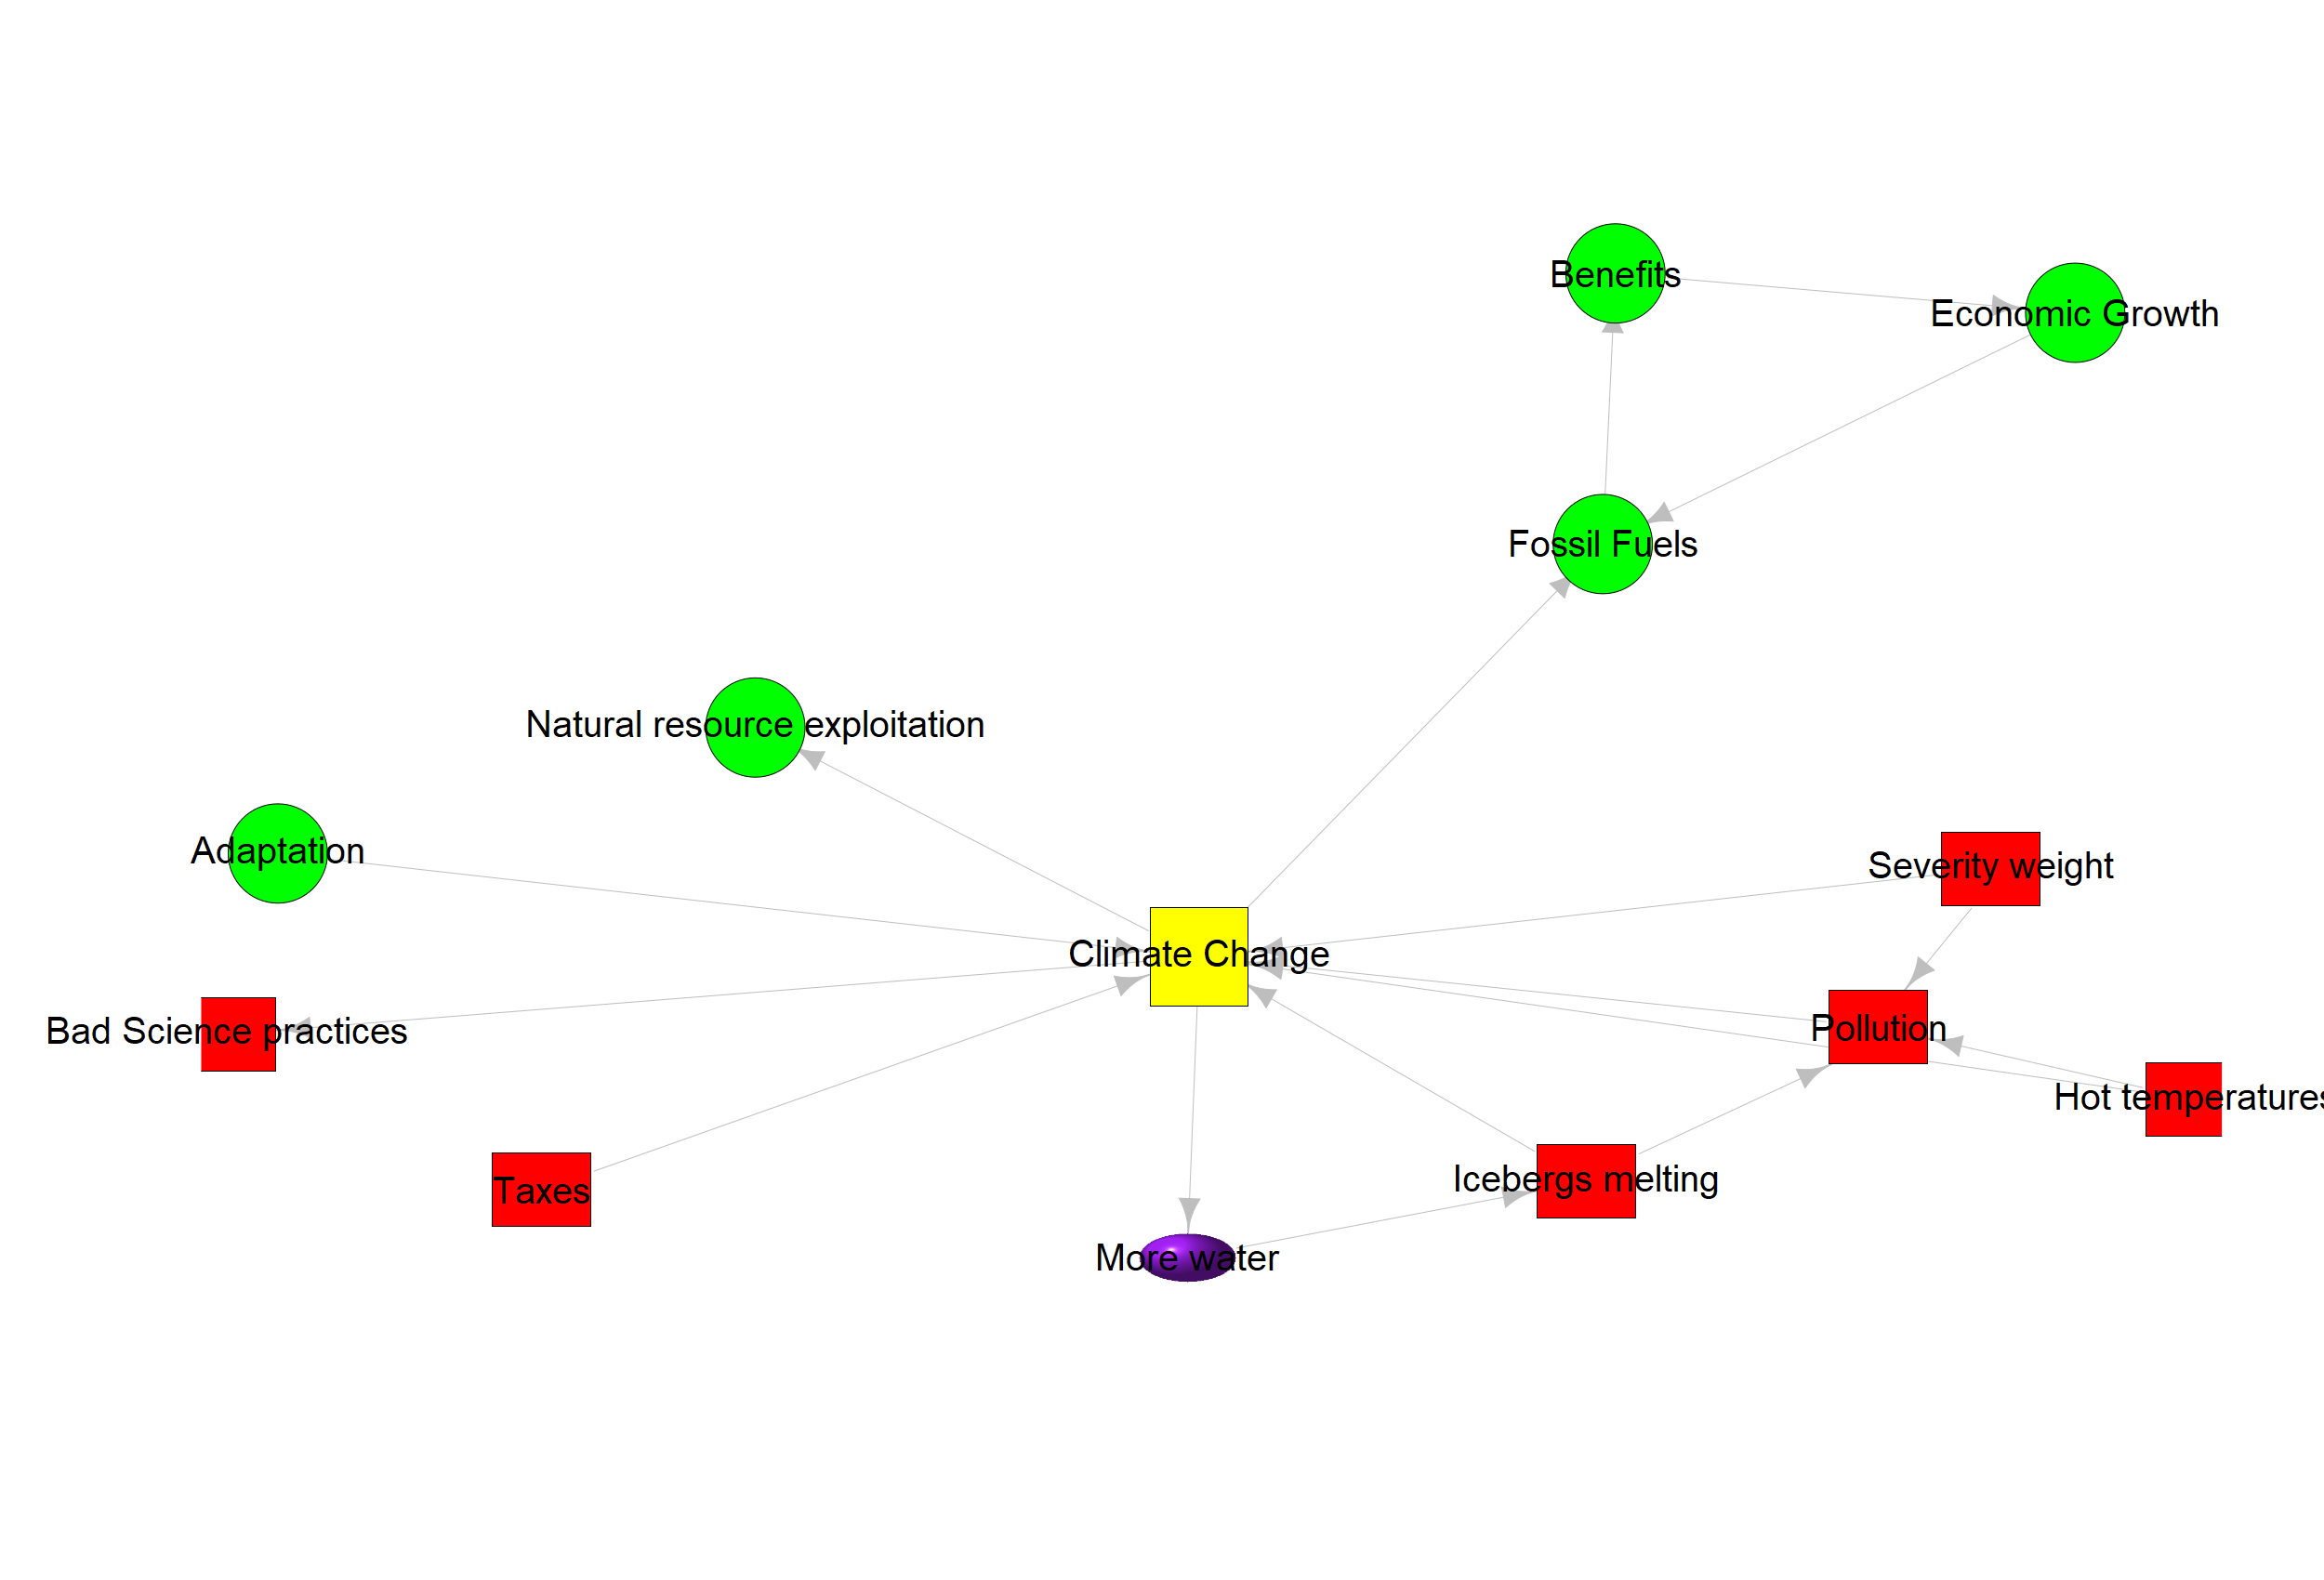 Benefits
Economic Growth
Fossil Fuels
Natural resource exploitation
Adaptation
Severity weight
Climate Change
Bad Science practices
Pollution
Hot temperatures
Taxes
Icebergs melting
More water